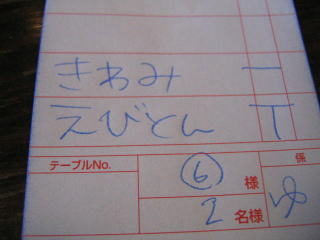 きわみ 一
えびとん T
テーブルNo. ⑥ 様 係
2 名様 ゆ